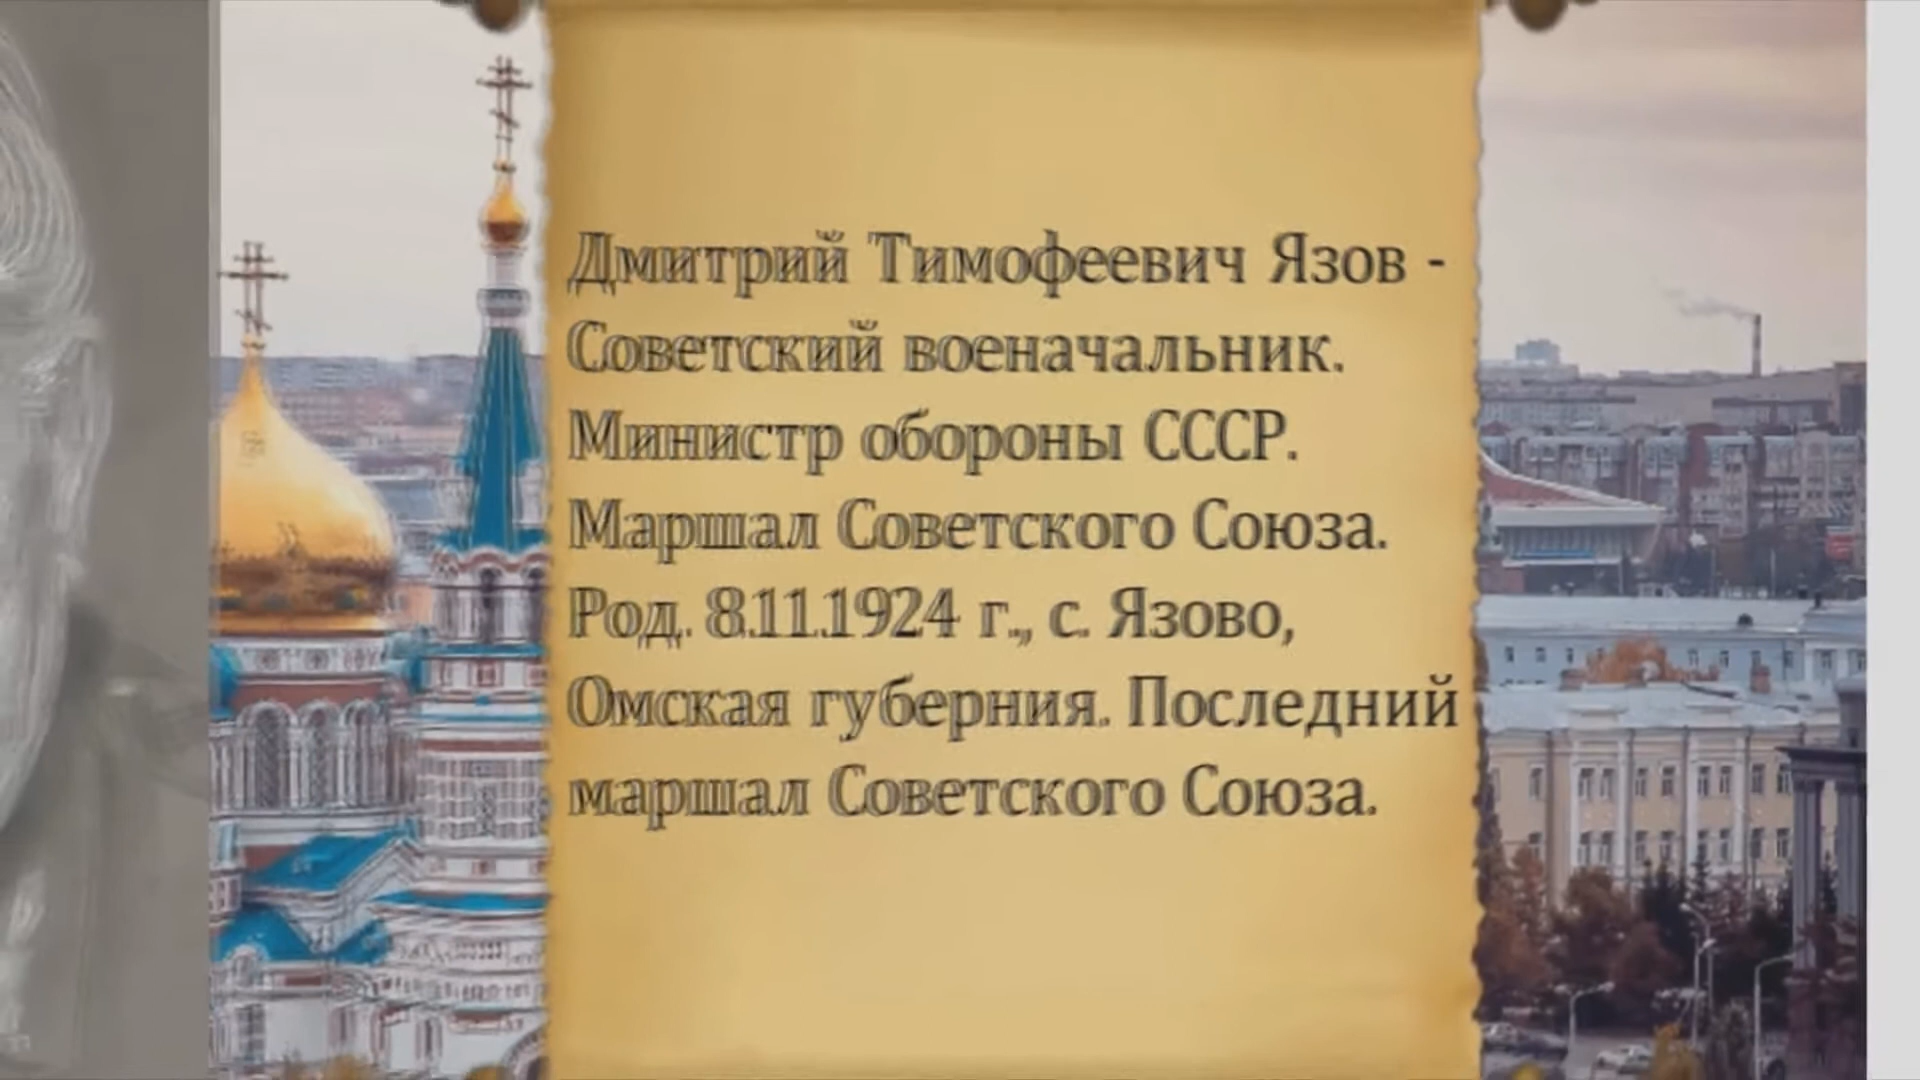 Дмитрий Тимофеевич Язов -
Советский военачальник.
Министр обороны СССР.
Маршал Советского Союза.
Род. 8.11.1924 г., с. Язово,
Омская губерния. Последний
маршал Советского Союза.